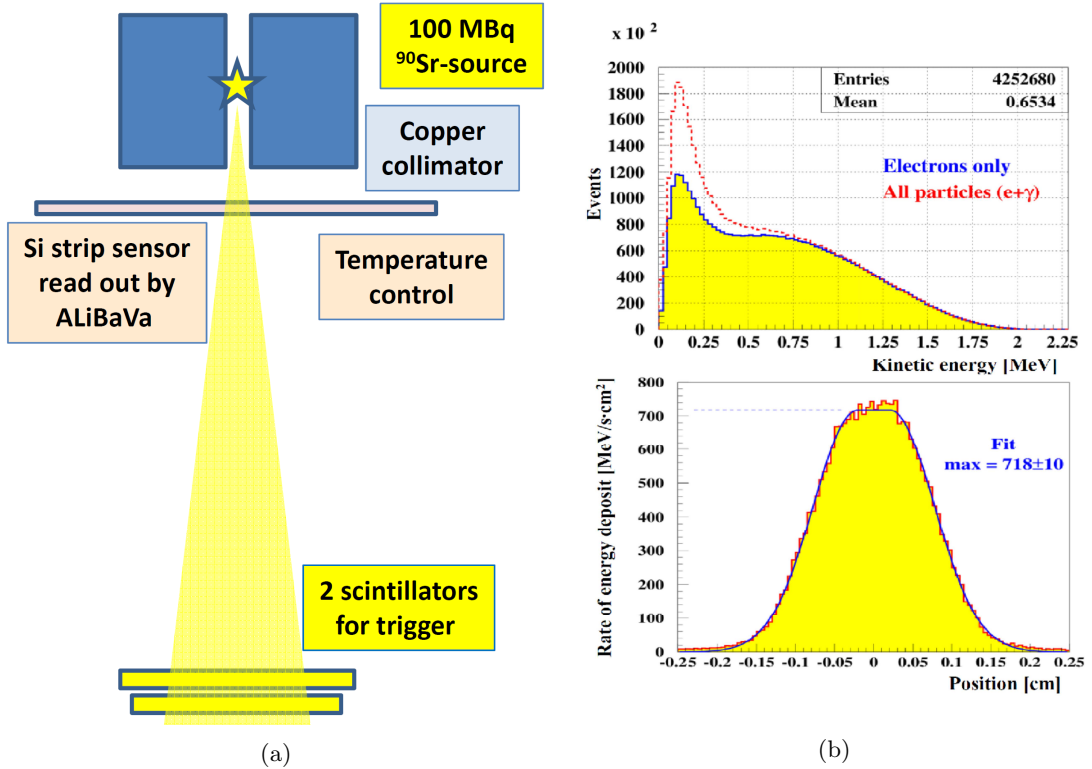 100 MBq
⁹⁰Sr-source
Copper
collimator
Si strip sensor
read out by
ALiBaVa
Temperature
control
2 scintillators
for trigger
(a)
x 10²
2000
1800
1600
1400
1200
1000
800
600
400
200
0
Events
Entries 4252680
Mean 0.6534
Electrons only
All particles (e+γ)
0 0.25 0.5 0.75 1 1.25 1.5 1.75 2 2.25
Kinetic energy [MeV]
800
700
600
500
400
300
200
100
0
Rate of energy deposit [MeV/s·cm²]
Fit
max = 718±10
-0.25 -0.2 -0.15 -0.1 -0.05 0 0.05 0.1 0.15 0.2 0.25
Position [cm]
(b)